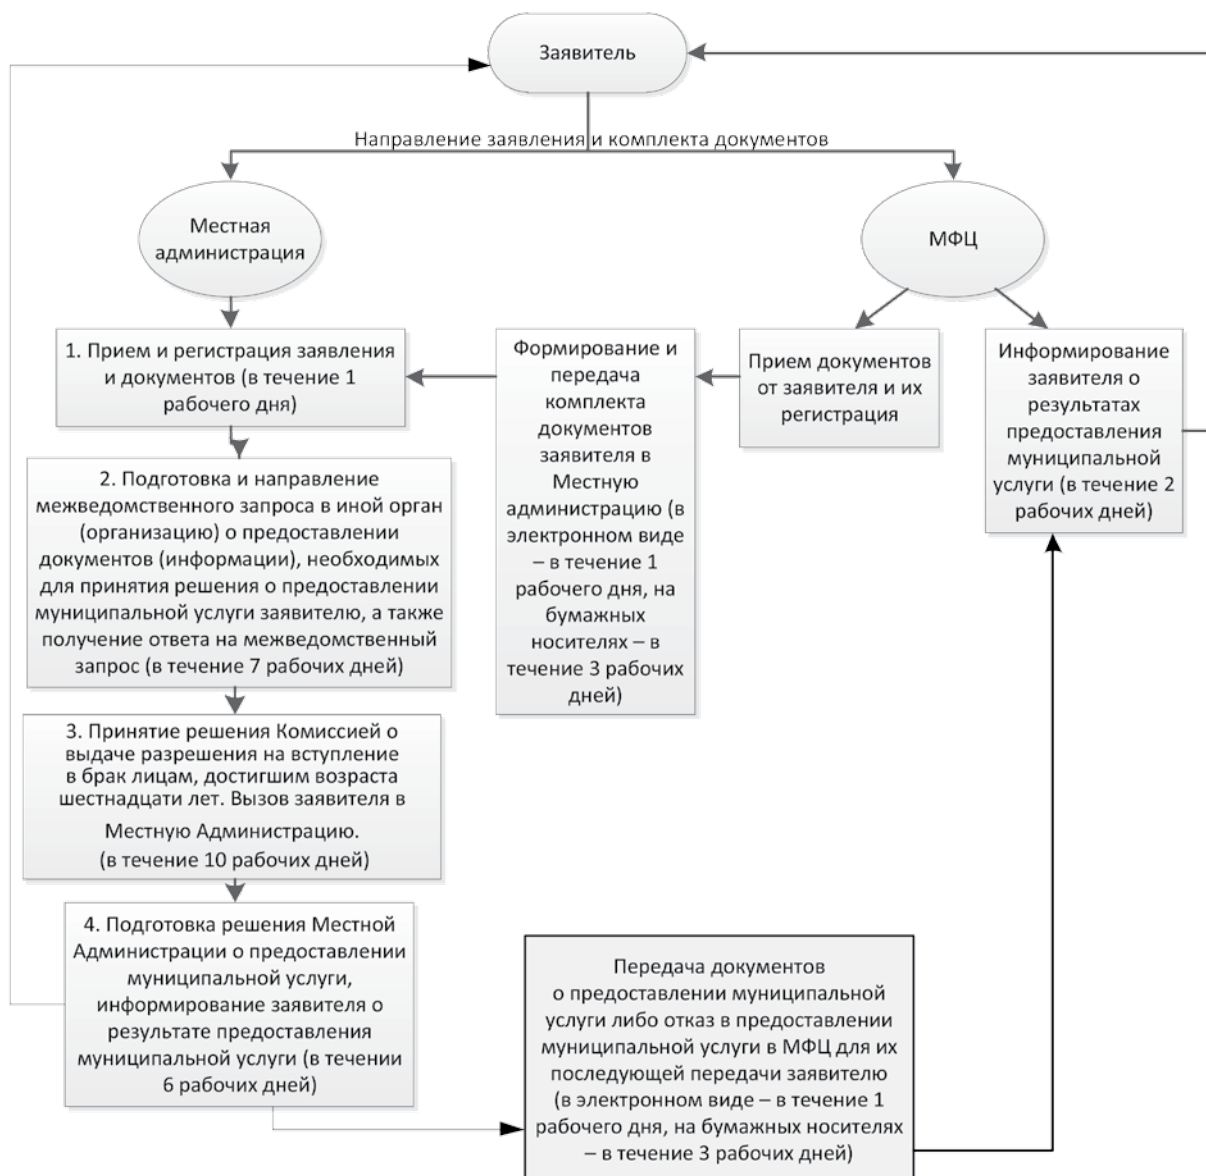 Заявитель
Направление заявления и комплекта документов
Местная
администрация
МФЦ
1. Прием и регистрация заявления
и документов (в течение 1
рабочего дня)
Формирование и
передача
комплекта
документов
заявителя в
Местную
администрацию (в
электронном виде
– в течение 1
рабочего дня, на
бумажных
носителях – в
течение 3 рабочих
дней)
Прием документов
от заявителя и их
регистрация
Информирование
заявителя о
результатах
предоставления
муниципальной
услуги (в течение 2
рабочих дней)
2. Подготовка и направление
межведомственного запроса в иной орган
(организацию) о предоставлении
документов (информации), необходимых
для принятия решения о предоставлении
муниципальной услуги заявителю, а также
получение ответа на межведомственный
запрос (в течение 7 рабочих дней)
3. Принятие решения Комиссией о
выдаче разрешения на вступление
в брак лицам, достигшим возраста
шестнадцати лет. Вызов заявителя в
Местную Администрацию.
(в течение 10 рабочих дней)
4. Подготовка решения Местной
Администрации о предоставлении
муниципальной услуги,
информирование заявителя о
результате предоставления
муниципальной услуги (в течении
6 рабочих дней)
Передача документов
о предоставлении муниципальной
услуги либо отказ в предоставлении
муниципальной услуги в МФЦ для их
последующей передачи заявителю
(в электронном виде – в течение 1
рабочего дня, на бумажных носителях
– в течение 3 рабочих дней)